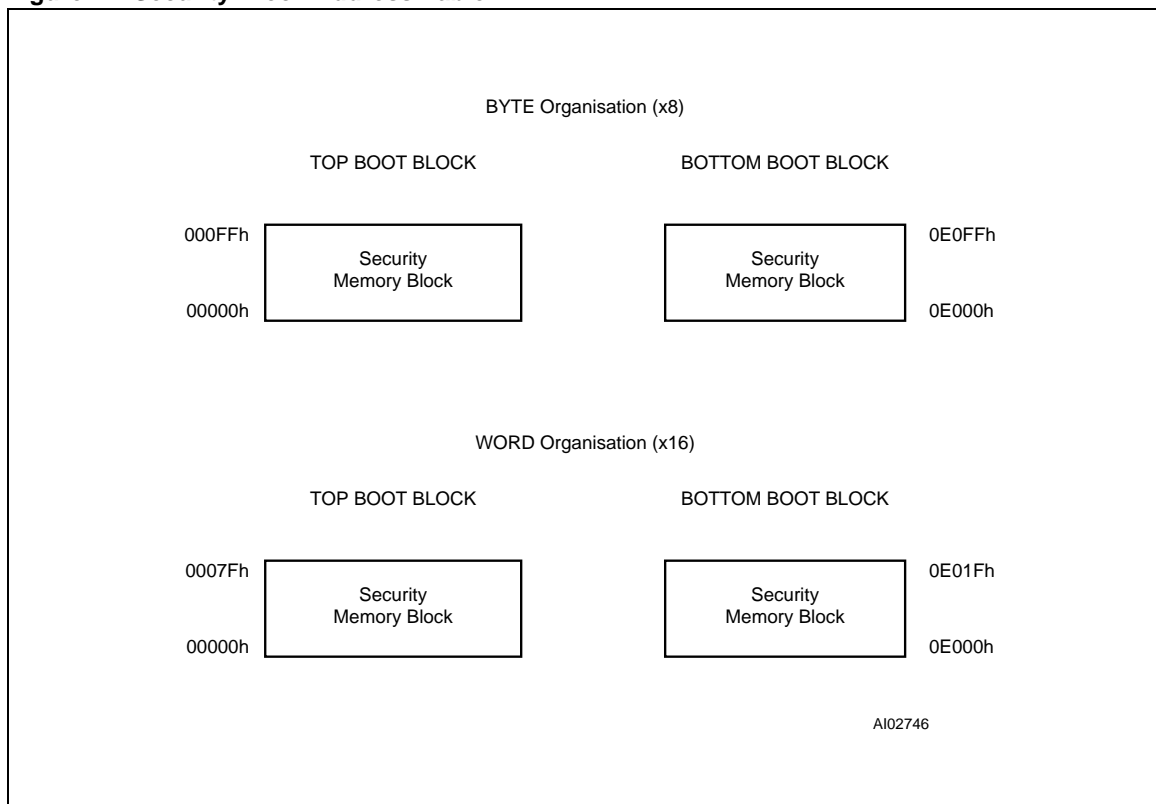 BYTE Organisation (x8)
TOP BOOT BLOCK BOTTOM BOOT BLOCK
000FFh Security Memory Block 00000h
Security Memory Block 0E0FFh 0E000h
WORD Organisation (x16)
TOP BOOT BLOCK BOTTOM BOOT BLOCK
0007Fh Security Memory Block 00000h
Security Memory Block 0E01Fh 0E000h
AI02746